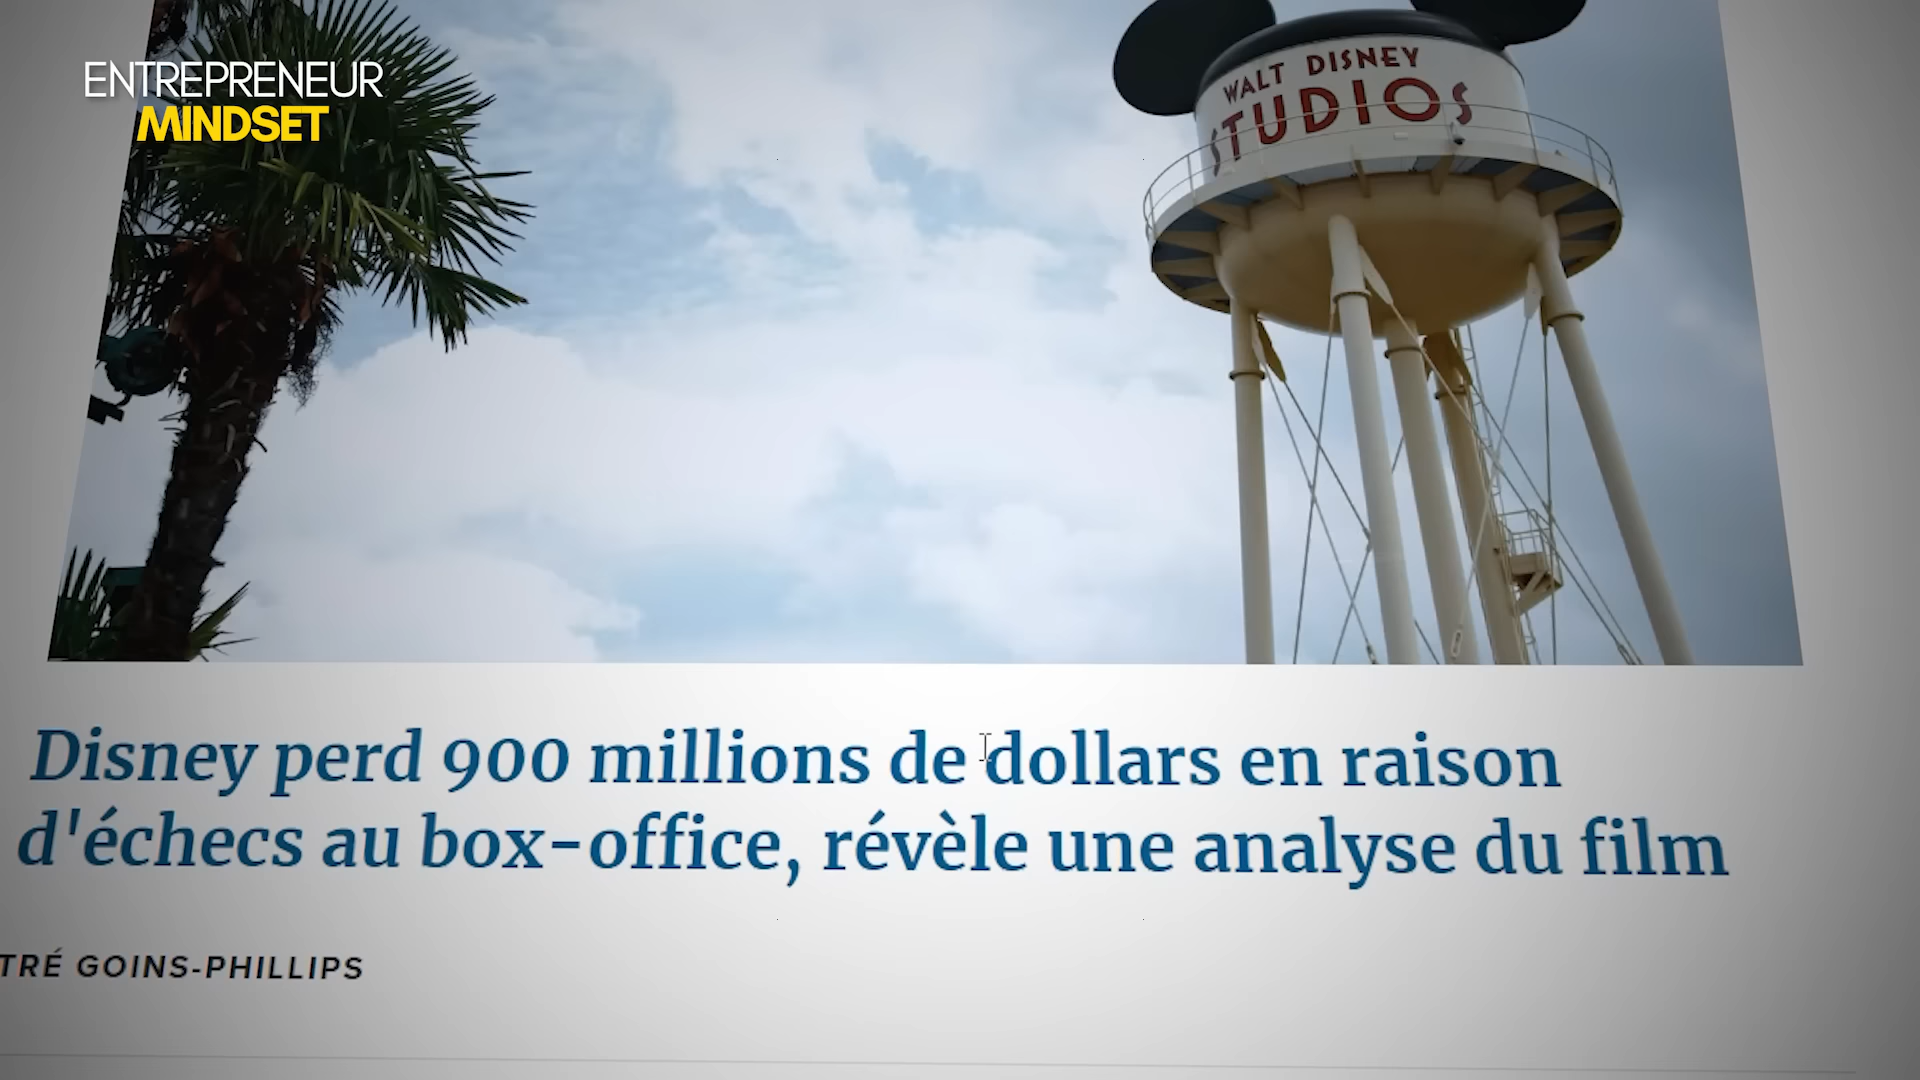 ENTREPRENEUR
MINDSET
WALT DISNEY
STUDIOS
Disney perd 900 millions de dollars en raison
d'échecs au box-office, révèle une analyse du film
TRÉ GOINS-PHILLIPS